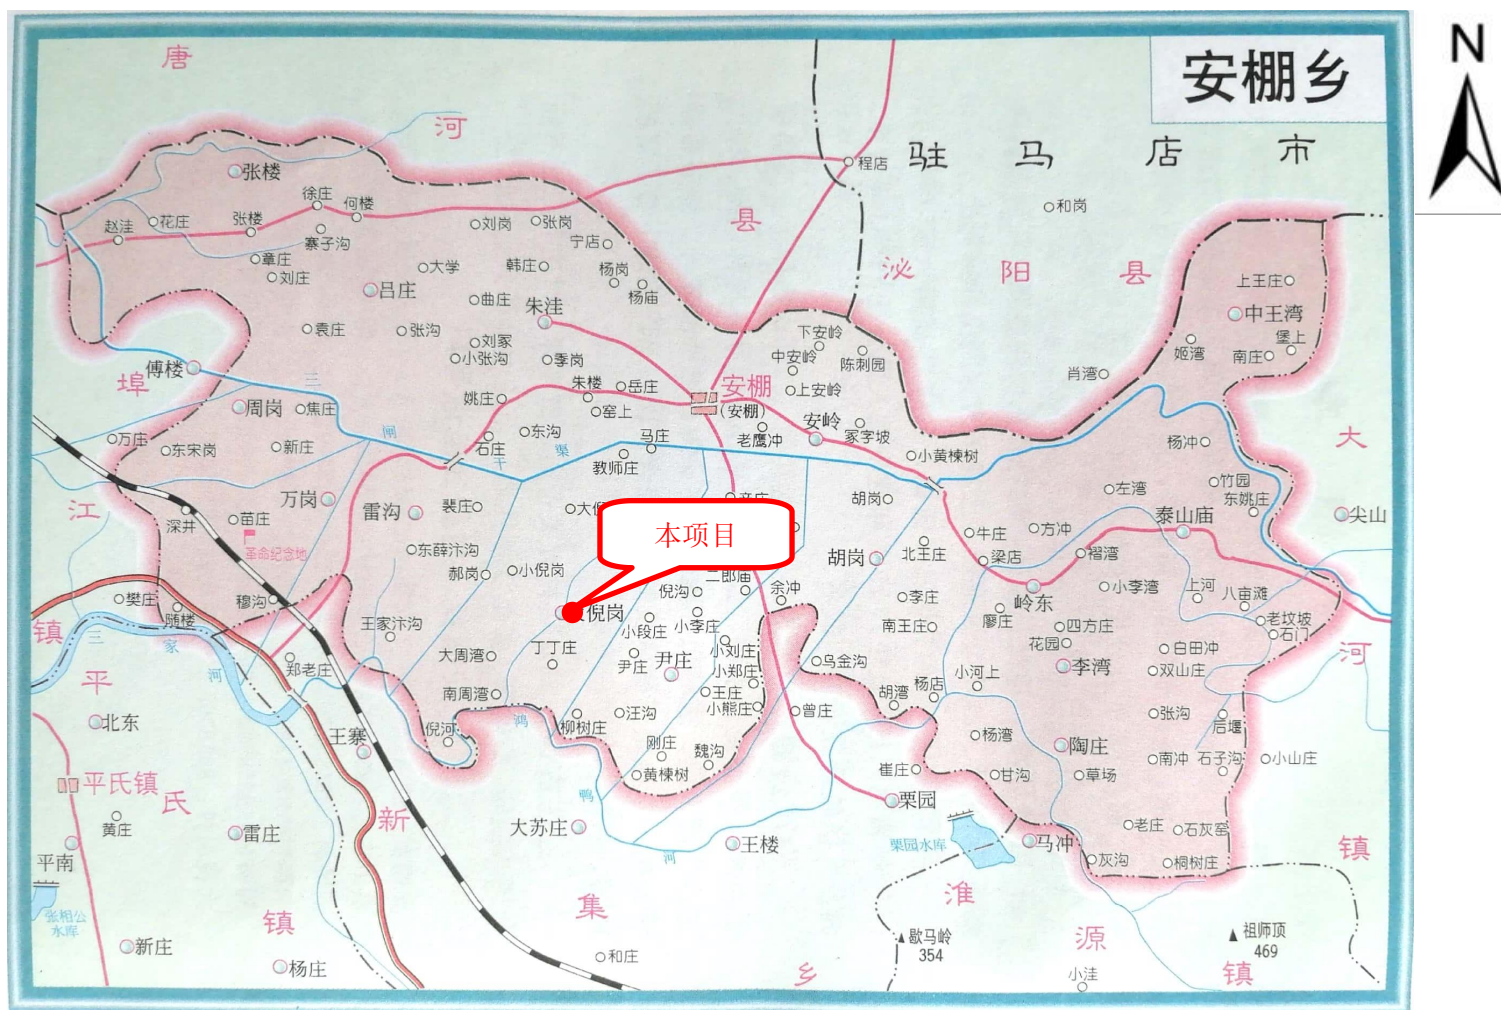 安棚乡
N
唐
河
县
驻马店市
泌阳县
程店
和岗
张楼
徐庄
何楼
赵洼
花庄
张楼
寨子沟
刘岗
张岗
宁店
章庄
刘庄
大学
韩庄
杨岗
杨庙
吕庄
曲庄
朱洼
上王庄
中王湾
堡上
姬湾
南庄
袁庄
张沟
刘冢
小张沟
季岗
下安岭
中安岭
陈刺园
上安岭
肖湾
傅楼
埠
三
周岗
焦庄
姚庄
朱楼
岳庄
窑上
安棚
(安棚)
老鹰冲
安岭
冢字坡
万庄
东宋岗
新庄
闸
石庄
东沟
干
渠
马庄
教师庄
小黄楝树
杨冲
大
江
深井
苗庄
革命纪念地
万岗
雷沟
裴庄
本项目
胡岗
左湾
竹园
东姚庄
泰山庙
尖山
东薛汴沟
郝岗
小倪岗
二郎庙
胡岗
北王庄
牛庄
方冲
梁店
褶湾
樊庄
随楼
穆沟
王家汴沟
倪岗
倪沟
余冲
小段庄
小李庄
李庄
南王庄
岭东
廖庄
小李湾
上河
八亩滩
老坟坡
石门
镇
三
家
河
郑老庄
大周湾
丁丁庄
尹庄
尹庄
小刘庄
小郑庄
乌金沟
四方庄
花园
李湾
白田冲
双山庄
河
平
北东
王寨
南周湾
倪河
鸿
柳树庄
汪沟
王庄
小熊庄
曾庄
胡湾
杨店
小河上
张沟
后堰
平氏镇
氏
黄庄
刚庄
魏沟
黄楝树
崔庄
杨湾
甘沟
陶庄
草场
南冲
石子沟
小山庄
平南
雷庄
新
大苏庄
鸭
河
王楼
栗园
栗园水库
马冲
老庄
石灰窑
灰沟
桐树庄
镇
张相公
水库
新庄
镇
杨庄
集
和庄
乡
淮
歇马岭
354
源
小洼
祖师顶
469
镇